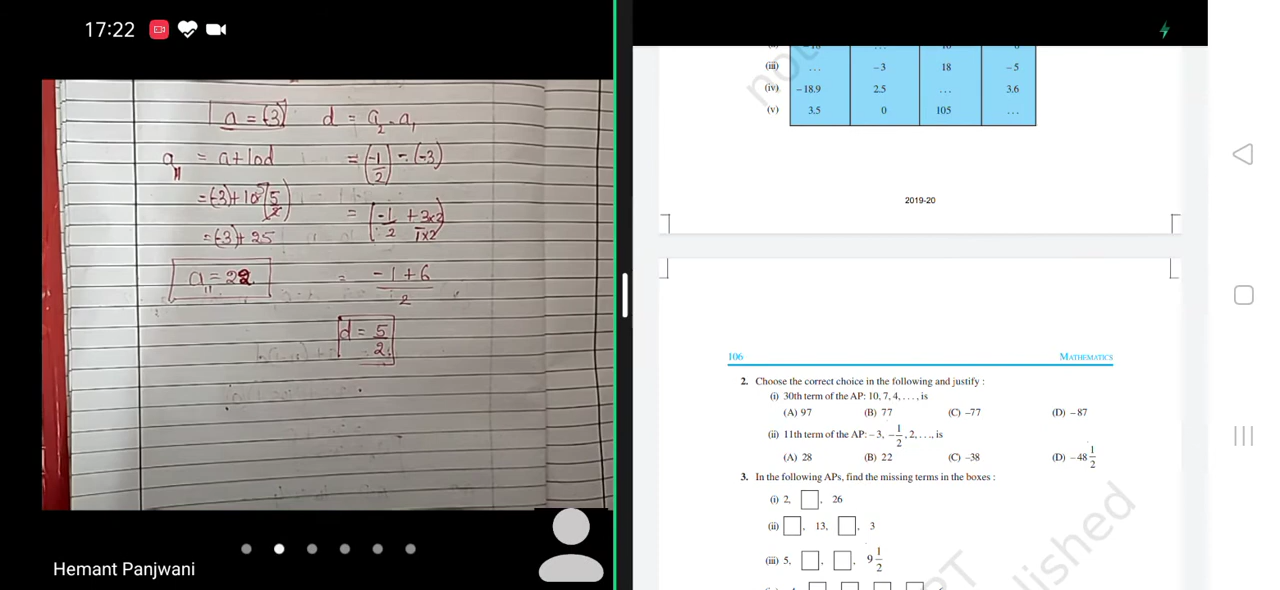 17:22
a = (-3) d = a2 - a1
a11 = a + 10d = (-1/2) - (-3)
= (-3) + 10 (5/2) = (-1/2 + 3x2/1x2)
= (-3) + 25
a11 = 22 = -1 + 6/2
d = 5/2
Hemant Panjwani
(iii) ... -3 18 -5
(iv) -18.9 2.5 ... 3.6
(v) 3.5 0 105 ...
2019-20
106 MATHEMATICS
2. Choose the correct choice in the following and justify :
(i) 30th term of the AP: 10, 7, 4, . . . , is
(A) 97 (B) 77 (C) -77 (D) -87
(ii) 11th term of the AP: -3, -1/2, 2, . . ., is
(A) 28 (B) 22 (C) -38 (D) -48 1/2
3. In the following APs, find the missing terms in the boxes :
(i) 2, □, 26
(ii) □, 13, □, 3
(iii) 5, □, □, 9 1/2
not